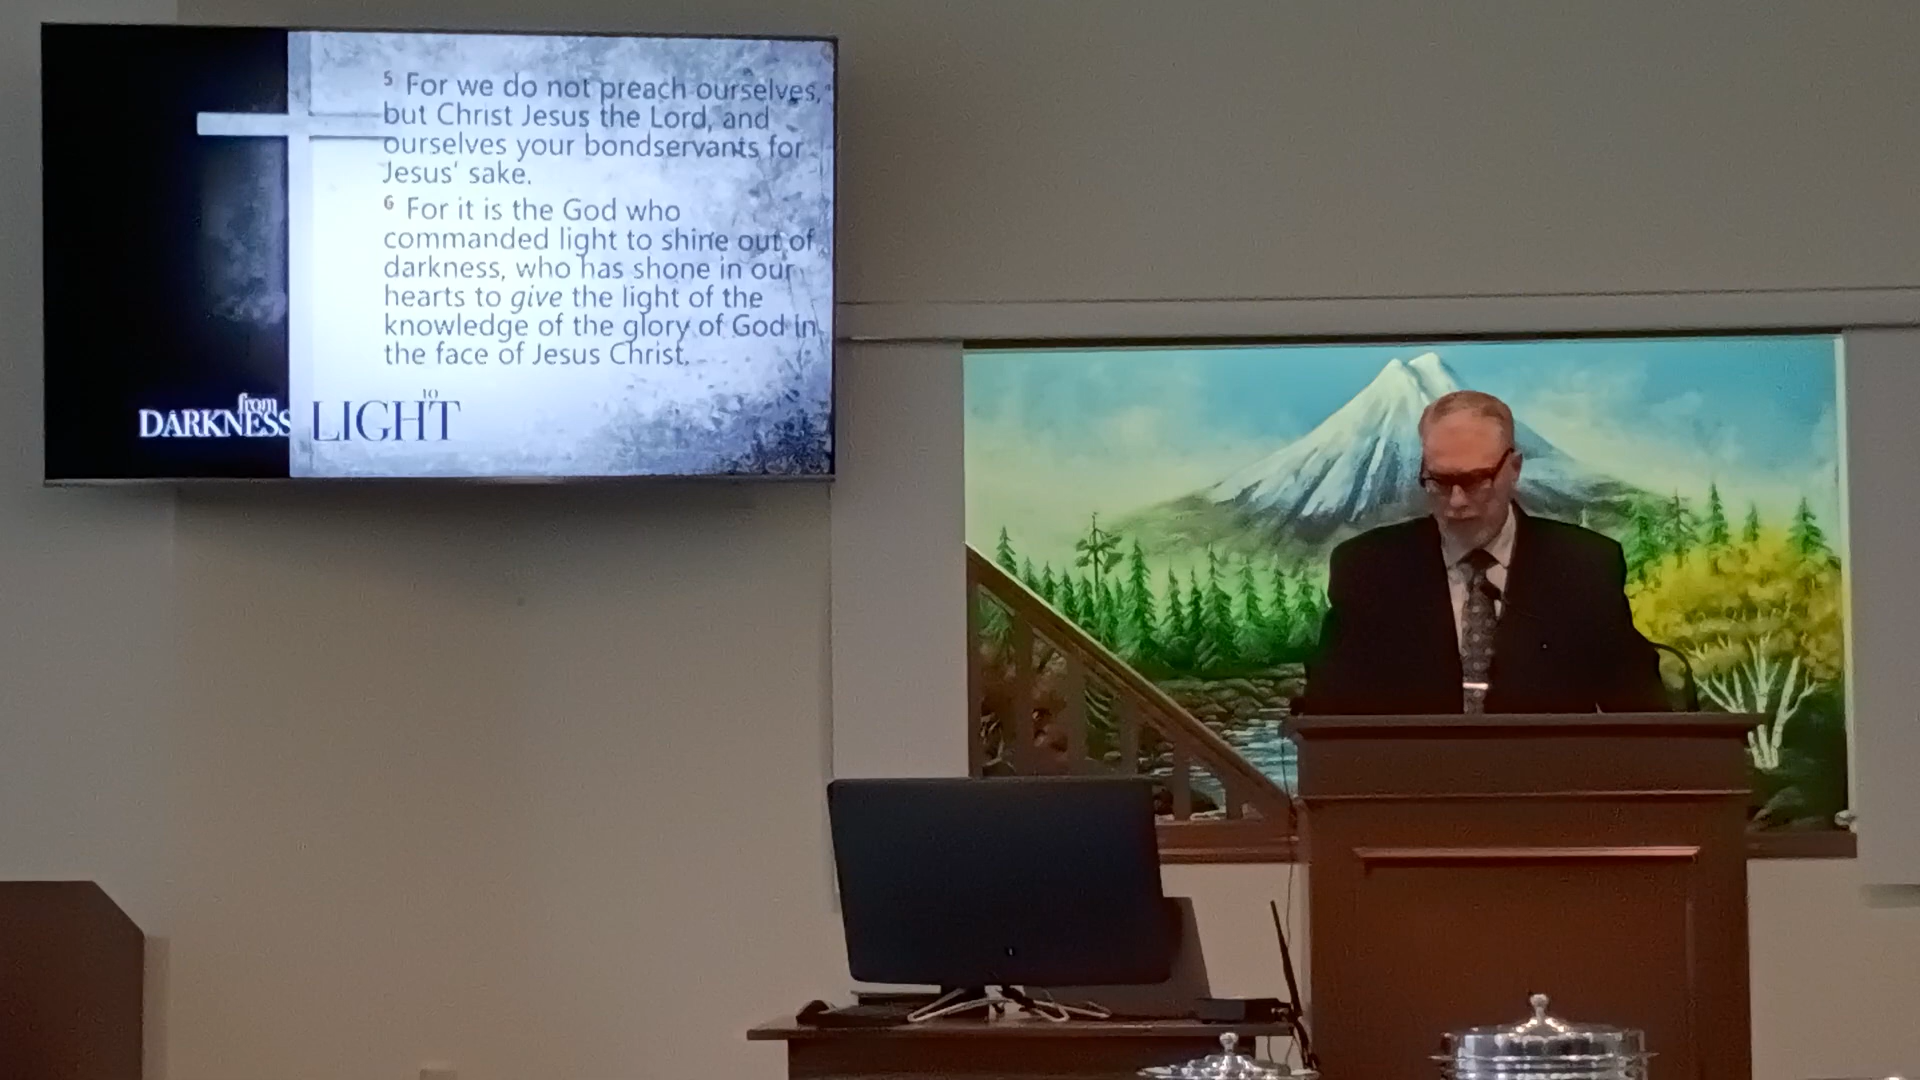 5 For we do not preach ourselves,
but Christ Jesus the Lord, and
ourselves your bondservants for
Jesus' sake.
6 For it is the God who
commanded light to shine out of
darkness, who has shone in our
hearts to give the light of the
knowledge of the glory of God in
the face of Jesus Christ.
from
DARKNESS
to
LIGHT